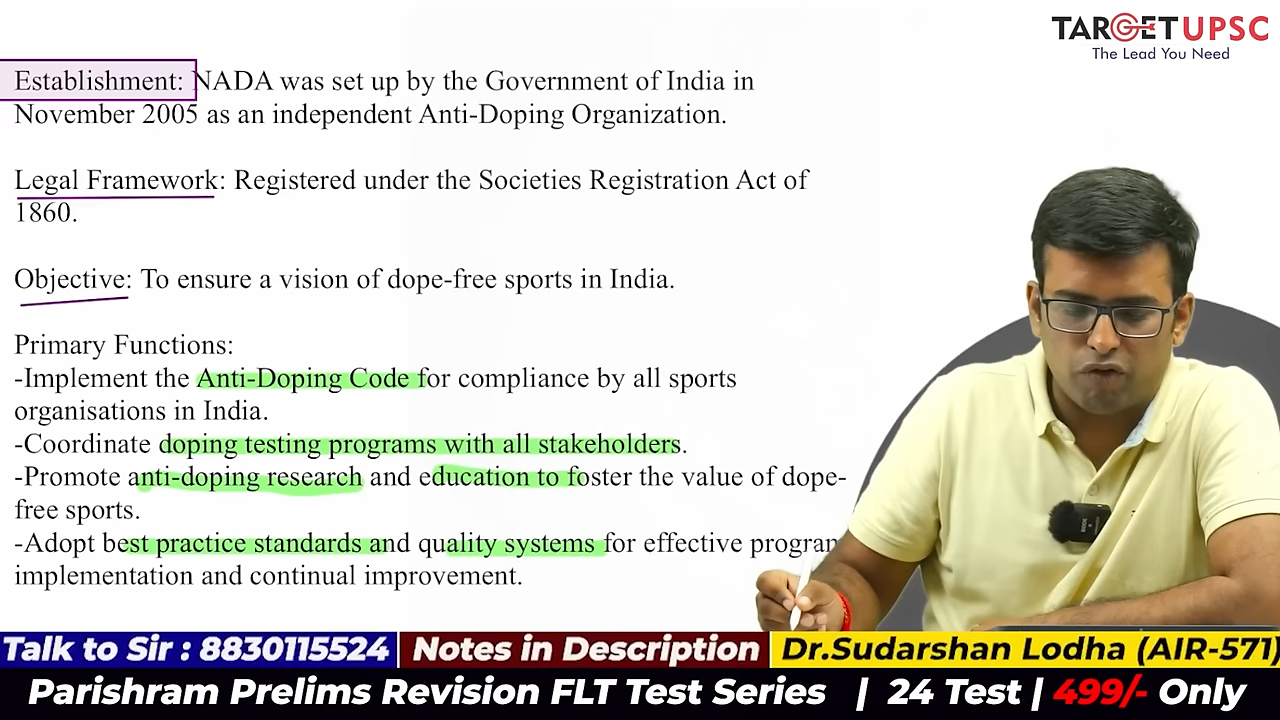 TARGETUPSC
The Lead You Need
Establishment: NADA was set up by the Government of India in
November 2005 as an independent Anti-Doping Organization.
Legal Framework: Registered under the Societies Registration Act of
1860.
Objective: To ensure a vision of dope-free sports in India.
Primary Functions:
-Implement the Anti-Doping Code for compliance by all sports
organisations in India.
-Coordinate doping testing programs with all stakeholders.
-Promote anti-doping research and education to foster the value of dope-
free sports.
-Adopt best practice standards and quality systems for effective program
implementation and continual improvement.
Talk to Sir : 8830115524
Notes in Description
Dr.Sudarshan Lodha (AIR-571)
Parishram Prelims Revision FLT Test Series | 24 Test | 499/- Only